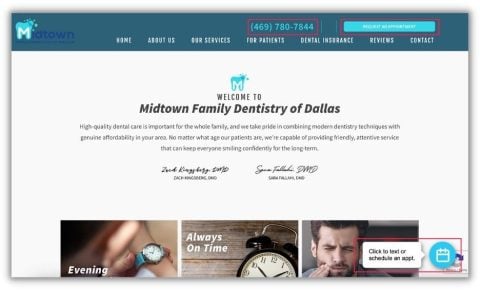 Midtown
(469) 780-7844
REQUEST AN APPOINTMENT
HOME ABOUT US OUR SERVICES FOR PATIENTS DENTAL INSURANCE REVIEWS CONTACT
M
WELCOME TO
Midtown Family Dentistry of Dallas
High-quality dental care is important for the whole family, and we take pride in combining modern dentistry techniques with
genuine affordability in your area. No matter what age our patients are, we're capable of providing friendly, attentive service
that can keep everyone smiling confidently for the long-term.
Zach Kingsberg, DMD Sara Fallahi, DMD
ZACH KINGSBERG, DMD SARA FALLAHI, DMD
Always
On Time
Click to text or
schedule an appt.
Evening